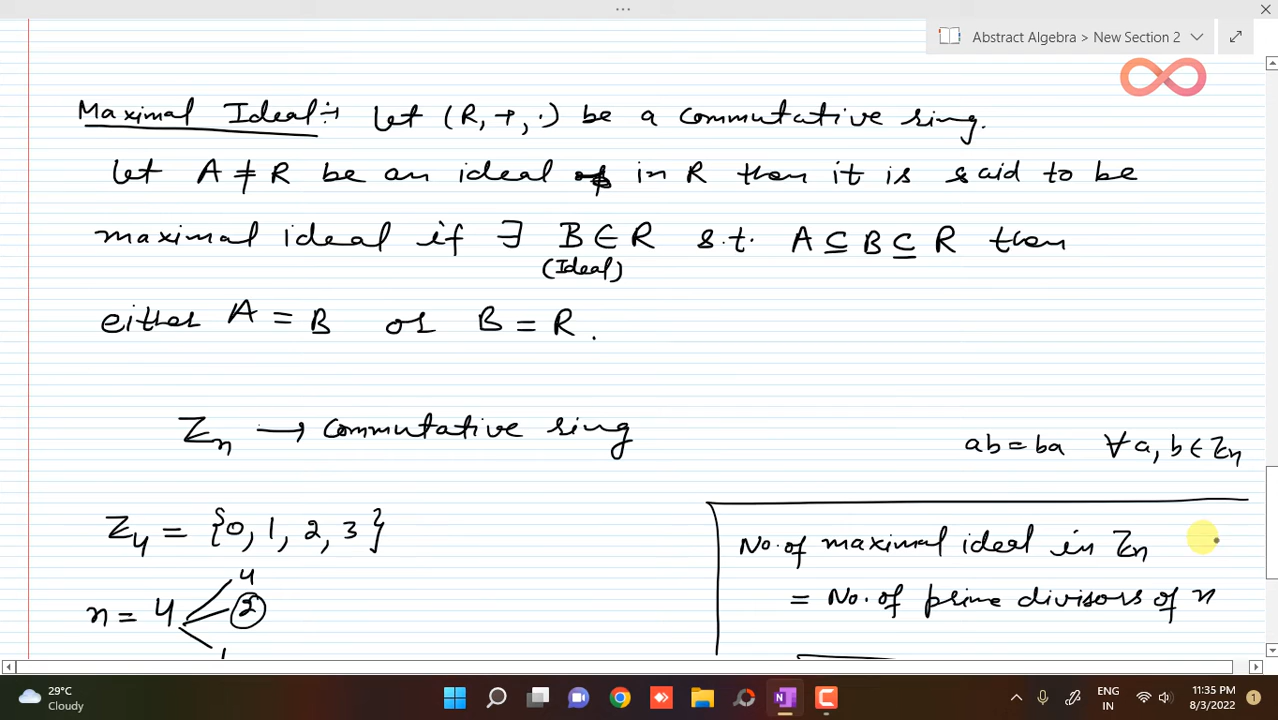 Abstract Algebra > New Section 2
Maximal Ideal :- Let (R, +, ·) be a commutative ring.
Let A ≠ R be an ideal in R then it is said to be
maximal ideal if ∃ B ∈ R s.t. A ⊆ B ⊆ R then
(Ideal)
either A = B or B = R.
Zn → Commutative ring
ab = ba ∀ a, b ∈ Zn
Z4 = {0, 1, 2, 3}
No. of maximal ideal in Zn
4
n = 4 2
= No. of prime divisors of n
1
29°C
Cloudy
ENG
IN
11:35 PM
8/3/2022
1